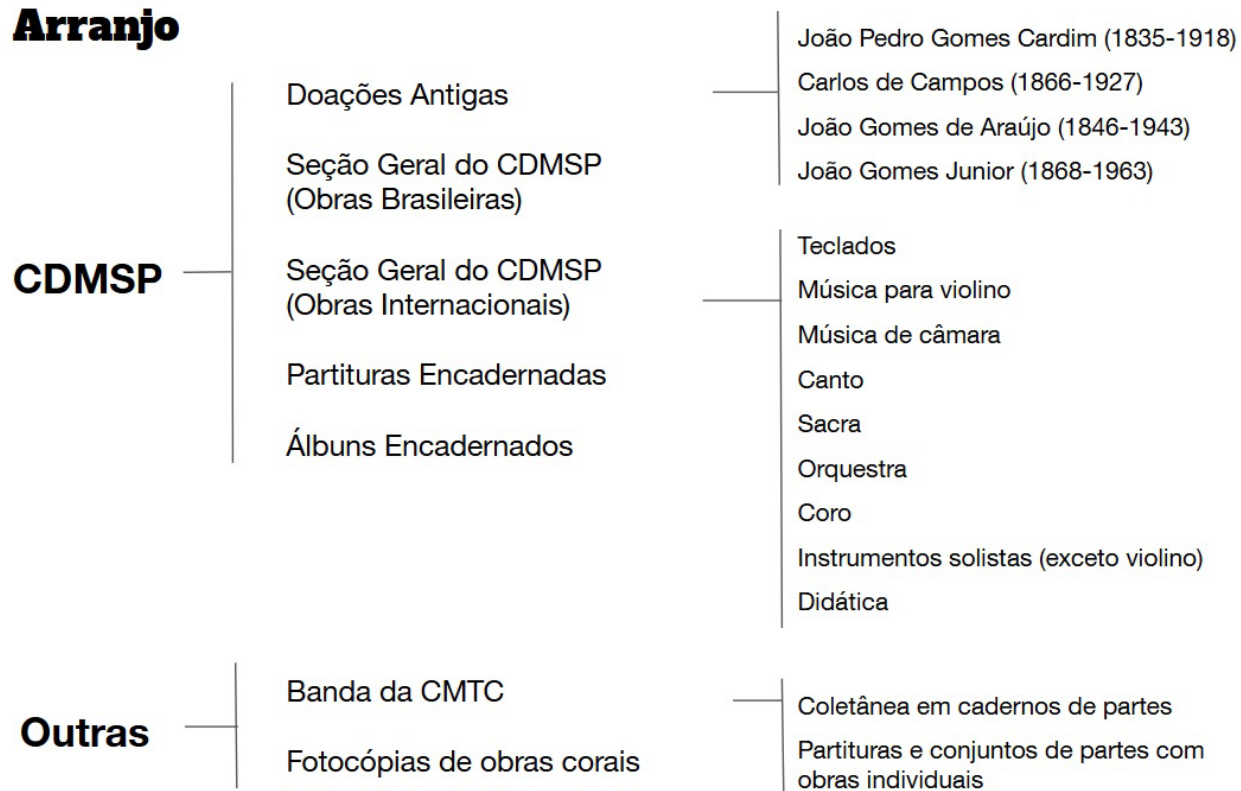 Arranjo
CDMSP
Doações Antigas
Seção Geral do CDMSP
(Obras Brasileiras)
Seção Geral do CDMSP
(Obras Internacionais)
Partituras Encadernadas
Álbuns Encadernados
João Pedro Gomes Cardim (1835-1918)
Carlos de Campos (1866-1927)
João Gomes de Araújo (1846-1943)
João Gomes Junior (1868-1963)
Teclados
Música para violino
Música de câmara
Canto
Sacra
Orquestra
Coro
Instrumentos solistas (exceto violino)
Didática
Outras
Banda da CMTC
Fotocópias de obras corais
Coletânea em cadernos de partes
Partituras e conjuntos de partes com
obras individuais